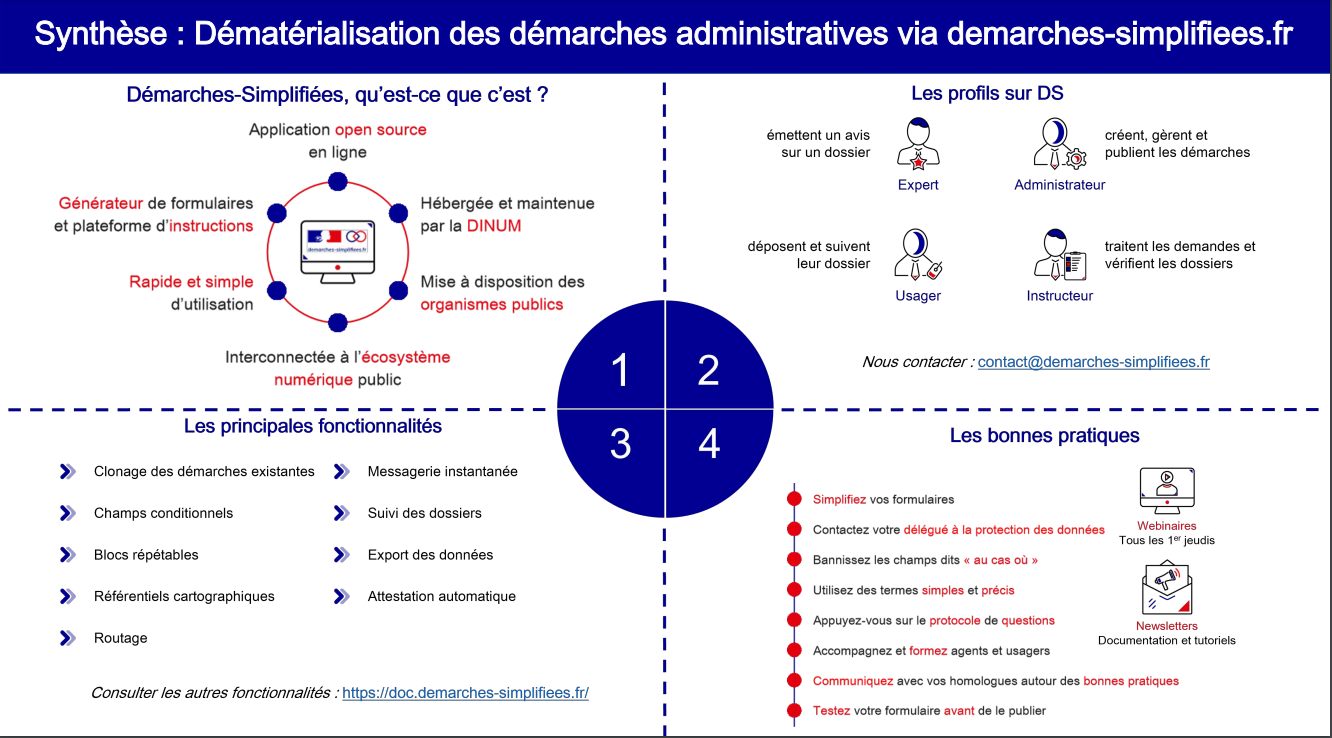 Synthèse : Dématérialisation des démarches administratives via demarches-simplifiees.fr
Démarches-Simplifiées, qu'est-ce que c'est ?
Application open source
en ligne
Générateur de formulaires
et plateforme d'instructions
Hébergée et maintenue
par la DINUM
demarches-simplifiees.fr
Rapide et simple
d'utilisation
Mise à disposition des
organismes publics
Interconnectée à l'écosystème
numérique public
Les profils sur DS
émettent un avis
sur un dossier
Expert
créent, gèrent et
publient les démarches
Administrateur
déposent et suivent
leur dossier
Usager
traitent les demandes et
vérifient les dossiers
Instructeur
Nous contacter : contact@demarches-simplifiees.fr
1
2
3
4
Les principales fonctionnalités
Clonage des démarches existantes
Champs conditionnels
Blocs répétables
Référentiels cartographiques
Routage
Messagerie instantanée
Suivi des dossiers
Export des données
Attestation automatique
Consulter les autres fonctionnalités : https://doc.demarches-simplifiees.fr/
Les bonnes pratiques
Simplifiez vos formulaires
Contactez votre délégué à la protection des données
Bannissez les champs dits « au cas où »
Utilisez des termes simples et précis
Appuyez-vous sur le protocole de questions
Accompagnez et formez agents et usagers
Communiquez avec vos homologues autour des bonnes pratiques
Testez votre formulaire avant de le publier
Webinaires
Tous les 1er jeudis
Newsletters
Documentation et tutoriels